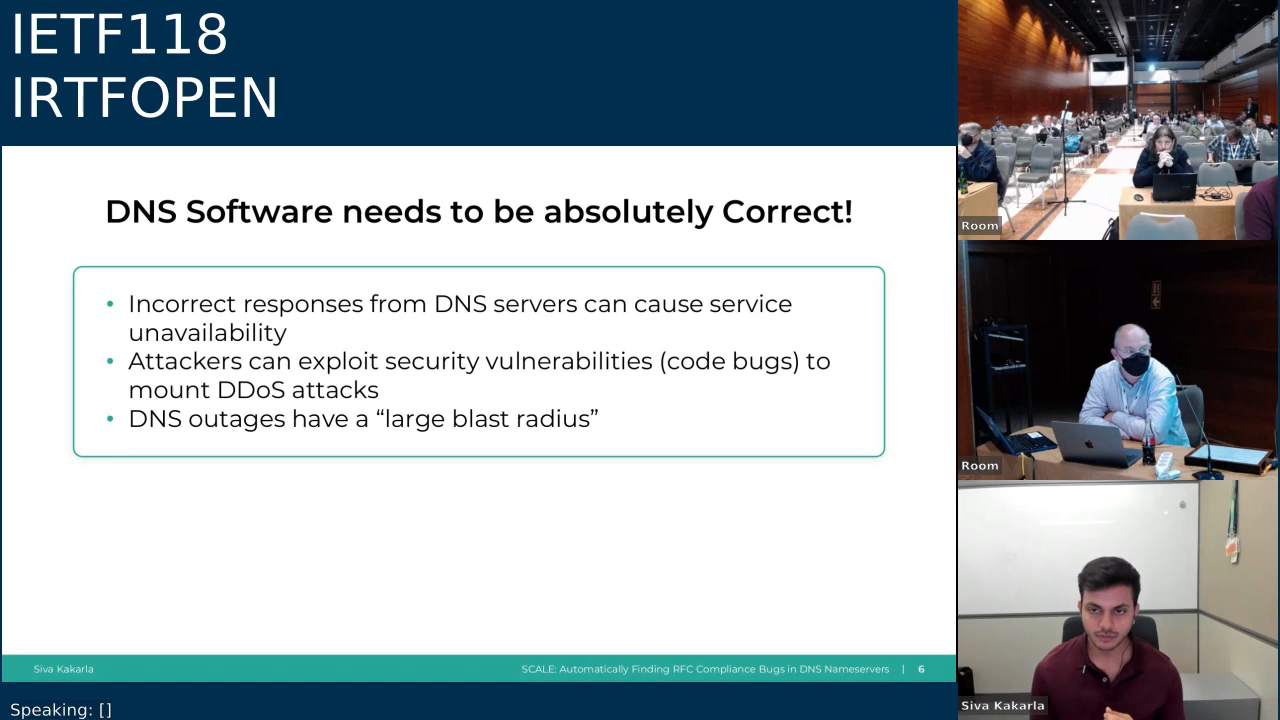 IETF118
IRTFOPEN
DNS Software needs to be absolutely Correct!
• Incorrect responses from DNS servers can cause service
unavailability
• Attackers can exploit security vulnerabilities (code bugs) to
mount DDoS attacks
• DNS outages have a “large blast radius”
Siva Kakarla
SCALE: Automatically Finding RFC Compliance Bugs in DNS Nameservers | 6
Speaking: []
Room
Room
Siva Kakarla